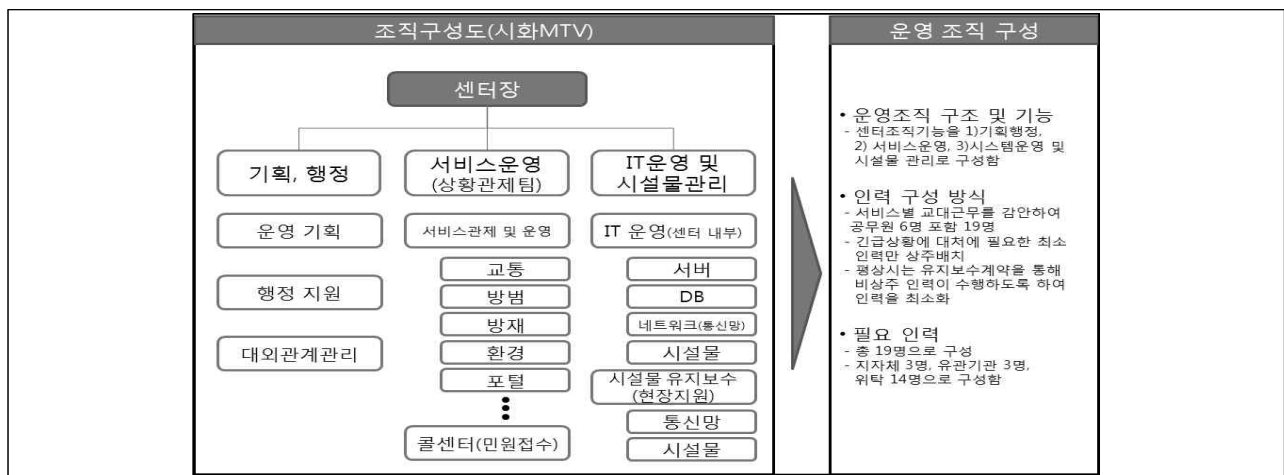 조직구성도(시화MTV)
센터장
기획, 행정
운영 기획
행정 지원
대외관계관리
서비스운영
(상황관제팀)
서비스관제 및 운영
교통
방범
방재
환경
포털
콜센터(민원접수)
IT운영 및
시설물관리
IT 운영(센터 내부)
서버
DB
네트워크(통신망)
시설물
시설물 유지보수
(현장지원)
통신망
시설물
운영 조직 구성
• 운영조직 구조 및 기능
- 센터조직기능을 1)기획행정,
2) 서비스운영, 3)시스템운영 및
시설물 관리로 구성함
• 인력 구성 방식
- 서비스별 교대근무를 감안하여
공무원 6명 포함 19명
- 긴급상황에 대처에 필요한 최소
인력만 상주배치
- 평상시는 유지보수계약을 통해
비상주 인력이 수행하도록 하여
인력을 최소화
• 필요 인력
- 총 19명으로 구성
- 지자체 3명, 유관기관 3명,
위탁 14명으로 구성함